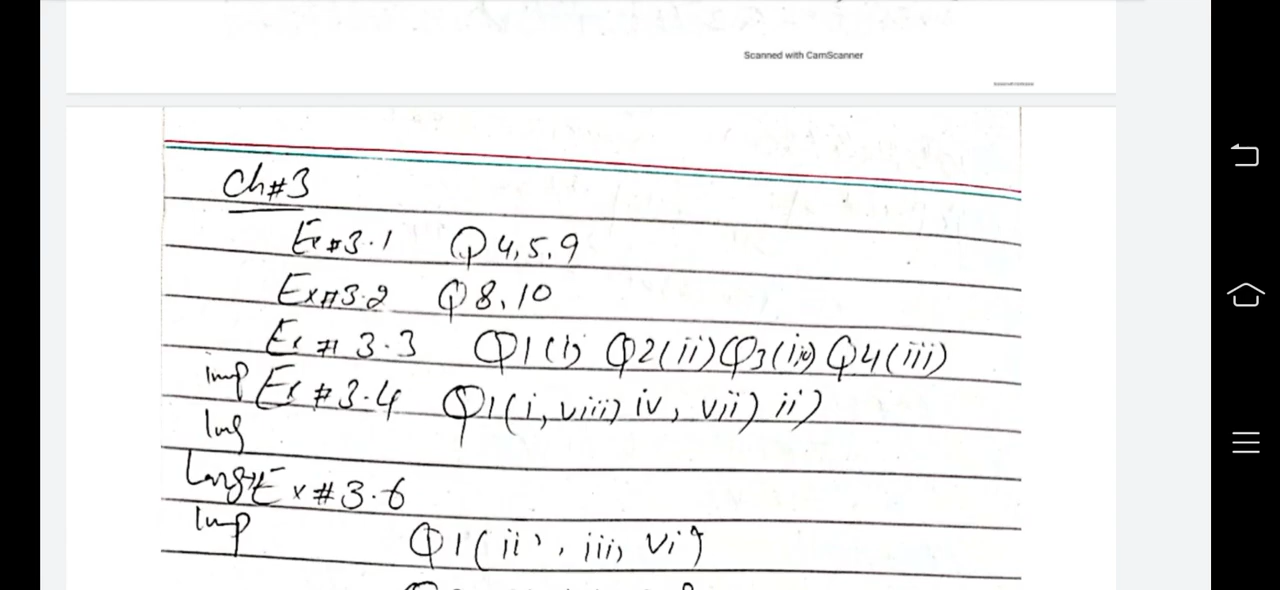 Scanned with CamScanner
Ch#3
Ex#3.1 Q4,5,9
Ex#3.2 Q8,10
Ex#3.3 Q1(i) Q2(ii) Q3(iv) Q4(iii)
imp Ex#3.4 Q1(i,viii) iv, vii) ii)
long
Long Ex#3.6
Imp
Q1(ii), iii, vi)